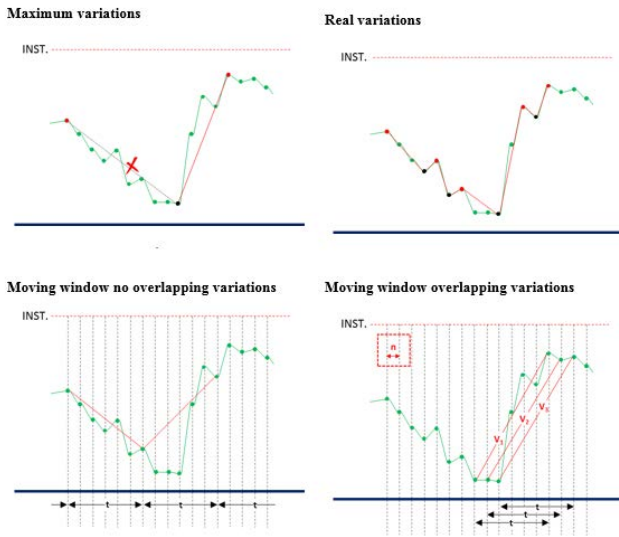 Maximum variations
Real variations
INST.
INST.
Moving window no overlapping variations
Moving window overlapping variations
INST.
INST.
n
V1
V2
V3
t
t
t
t
t
t